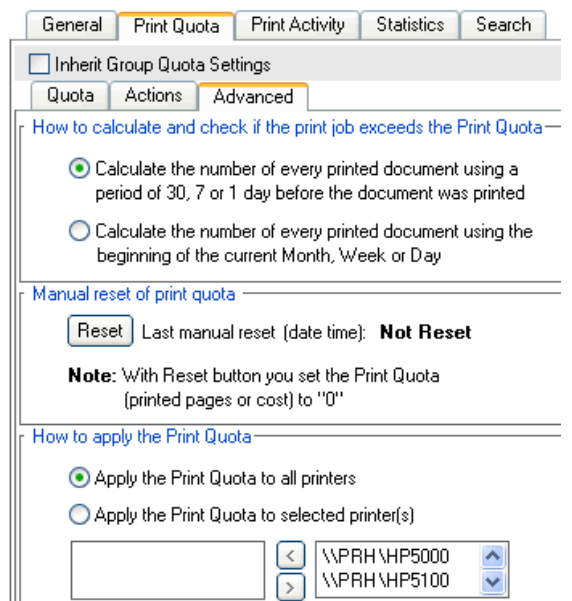 General Print Quota Print Activity Statistics Search
Inherit Group Quota Settings
Quota Actions Advanced
How to calculate and check if the print job exceeds the Print Quota
Calculate the number of every printed document using a
period of 30, 7 or 1 day before the document was printed
Calculate the number of every printed document using the
beginning of the current Month, Week or Day
Manual reset of print quota
Reset Last manual reset (date time): Not Reset
Note: With Reset button you set the Print Quota
(printed pages or cost) to "0"
How to apply the Print Quota
Apply the Print Quota to all printers
Apply the Print Quota to selected printer(s)
< \\PRH\HP5000
> \\PRH\HP5100